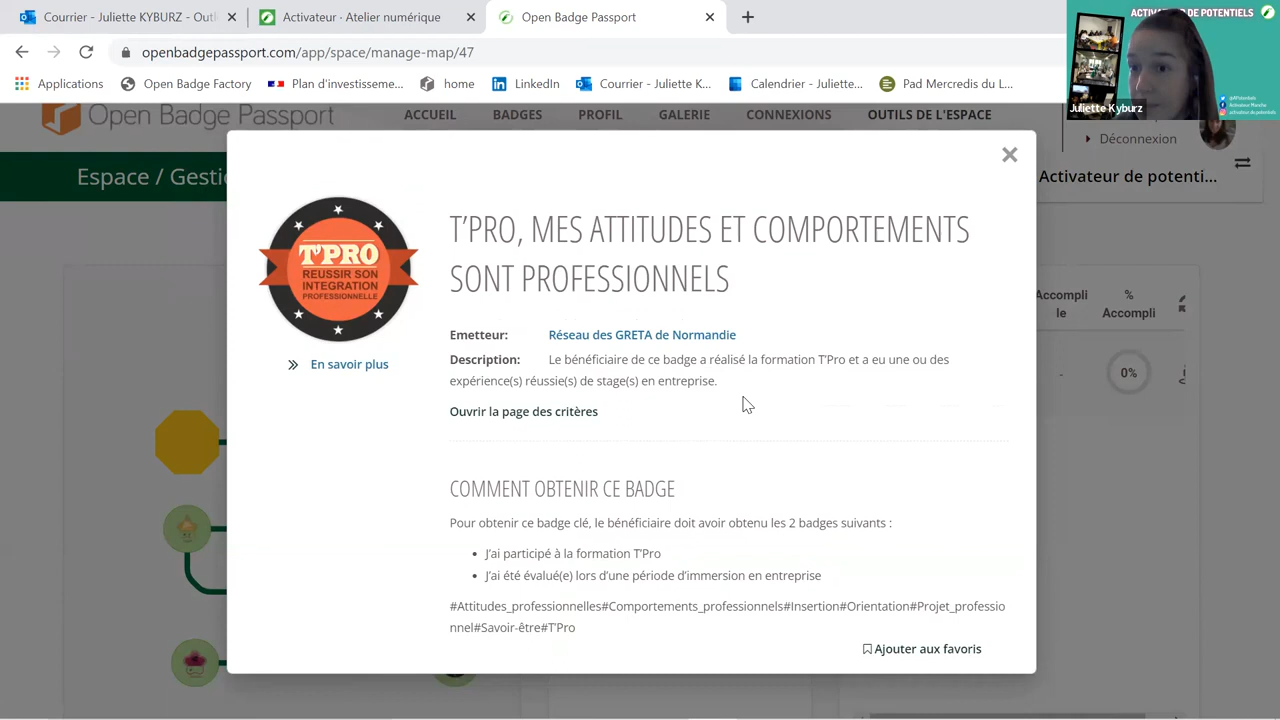 Courrier - Juliette KYBURZ - Outl
Activateur · Atelier numérique
Open Badge Passport
openbadgepassport.com/app/space/manage-map/47
Applications
Open Badge Factory
Plan d'investisseme...
home
LinkedIn
Courrier - Juliette K...
Calendrier - Juliette...
Pad Mercredis du L...
ACTIVATEUR DE POTENTIELS
Juliette Kyburz
Open Badge Passport
ACCUEIL
BADGES
PROFIL
GALERIE
CONNEXIONS
OUTILS DE L'ESPACE
Déconnexion
Espace / Gesti
Activateur de potenti...
T'PRO
REUSSIR SON
INTEGRATION
PROFESSIONNELLE
En savoir plus
T'PRO, MES ATTITUDES ET COMPORTEMENTS
SONT PROFESSIONNELS
Emetteur: Réseau des GRETA de Normandie
Description: Le bénéficiaire de ce badge a réalisé la formation T'Pro et a eu une ou des
expérience(s) réussie(s) de stage(s) en entreprise.
Ouvrir la page des critères
COMMENT OBTENIR CE BADGE
Pour obtenir ce badge clé, le bénéficiaire doit avoir obtenu les 2 badges suivants :
• J'ai participé à la formation T'Pro
• J'ai été évalué(e) lors d'une période d'immersion en entreprise
#Attitudes_professionnelles#Comportements_professionnels#Insertion#Orientation#Projet_professio
nnel#Savoir-être#T'Pro
Ajouter aux favoris
Accompli
le
%
Accompli
-
0%